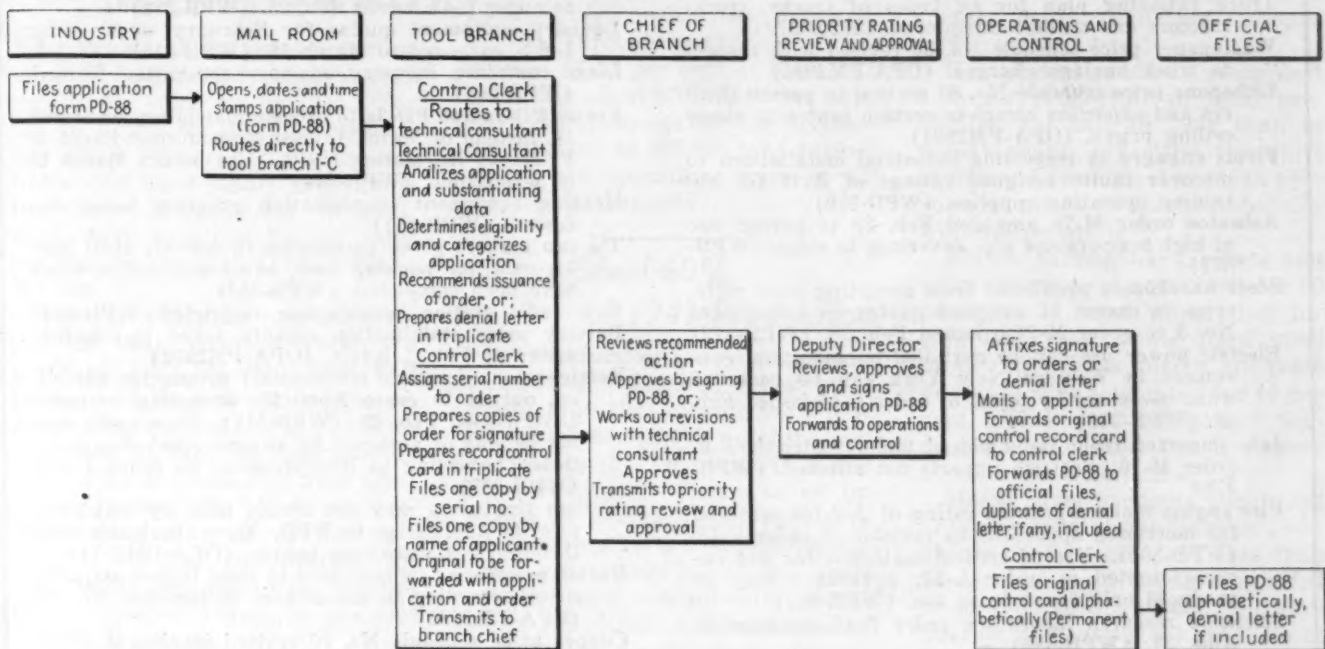 INDUSTRY
MAIL ROOM
TOOL BRANCH
CHIEF OF
BRANCH
PRIORITY RATING
REVIEW AND APPROVAL
OPERATIONS AND
CONTROL
OFFICIAL
FILES
Files application
form PD-88
Opens, dates and time
stamps application
(Form PD-88)
Routes directly to
tool branch 1-C
Control Clerk
Routes to
technical consultant
Technical Consultant
Analizes application
and substantiating
data
Detertmines eligibility
and categorizes
application
Recommends issuance
of order, or;
Prepares denial letter
in triplicate
Control Clerk
Assigns serial number
to order
Prepares copies of
order for signature
Prepares record control
card in triplicate
Files one copy by
serial no.
Files one copy by
name of applicant
Original to be for-
warded with appli-
cation and order
Transmits to
branch chief
Reviews recommended
action
Approves by signing
PD-88, or;
Works out revisions
with technical
consultant
Approves
Transmits to priority
rating review and
approval
Deputy Director
Reviews, approves
and signs
application PD-88
Forwards to operations
and control
Affixes signature
to orders or
denial letter
Mails to applicant
Forwards original
control record card
to control clerk
Forwards PD-88 to
official files,
duplicate of denial
letter, if any, included
Control Clerk
Files original
control card alpha-
betically (Permanent
files)
Files PD-88
alphabetically,
denial letter
if included